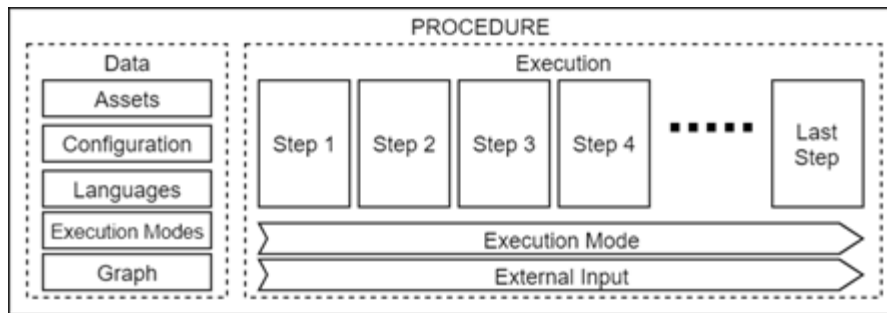 PROCEDURE
Data
Assets
Configuration
Languages
Execution Modes
Graph
Execution
Step 1
Step 2
Step 3
Step 4
Last
Step
Execution Mode
External Input